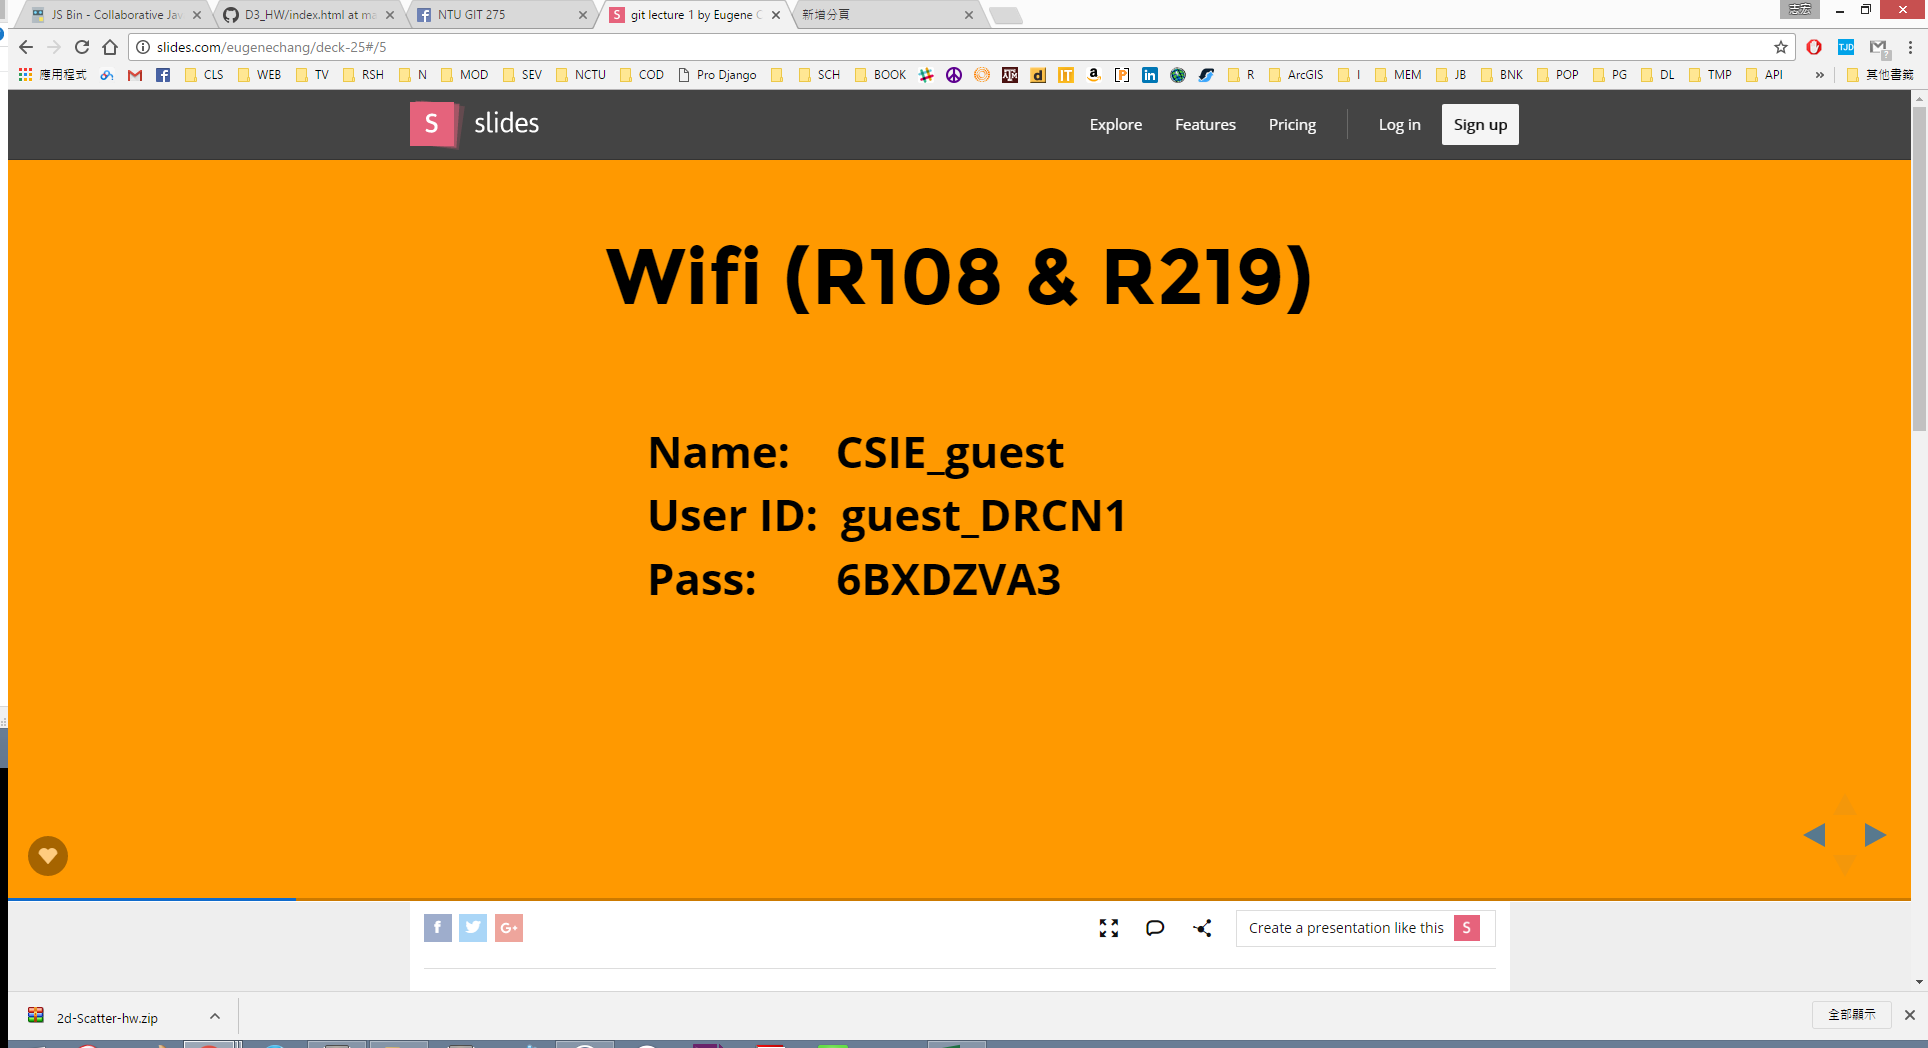 JS Bin - Collaborative Jav
D3_HW/index.html at ma
NTU GIT 275
git lecture 1 by Eugene C
新增分頁
志宏
slides.com/eugenechang/deck-25#/5
TJD
應用程式
CLS
WEB
TV
RSH
N
MOD
SEV
NCTU
COD
Pro Django
SCH
BOOK
R
ArcGIS
I
MEM
JB
BNK
POP
PG
DL
TMP
API
»
其他書籤
S slides
Explore
Features
Pricing
Log in
Sign up
Wifi (R108 & R219)
Name: CSIE_guest
User ID: guest_DRCN1
Pass: 6BXDZVA3
f
G+
Create a presentation like this S
2d-Scatter-hw.zip
全部顯示